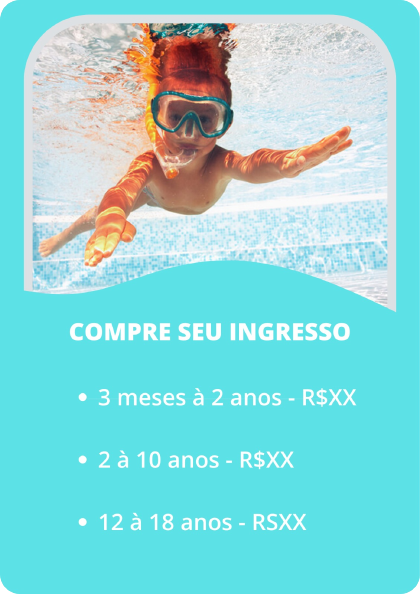 COMPRE SEU INGRESSO
• 3 meses à 2 anos - R$XX
• 2 à 10 anos - R$XX
• 12 à 18 anos - RSXX